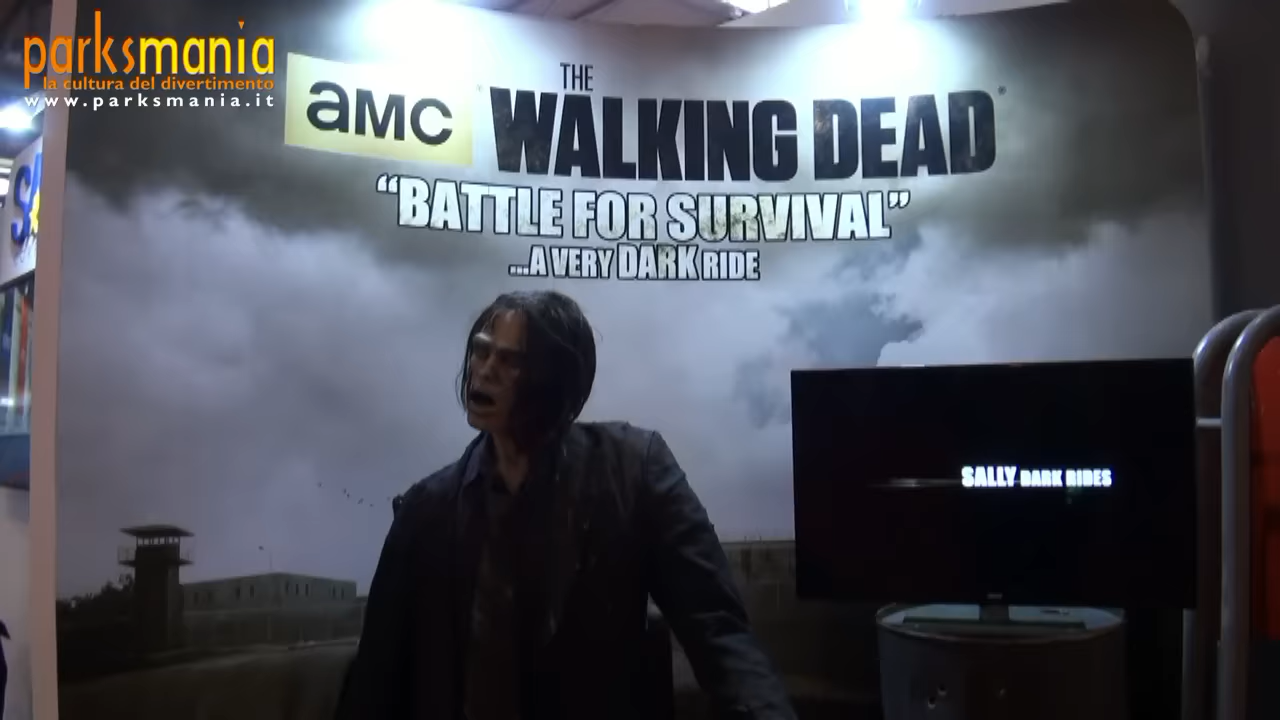 parksmania
la cultura del divertimento
www.parksmania.it
aMC
THE
WALKING DEAD
"BATTLE FOR SURVIVAL"
...A VERY DARK RIDE
SALLY DARK RIDES